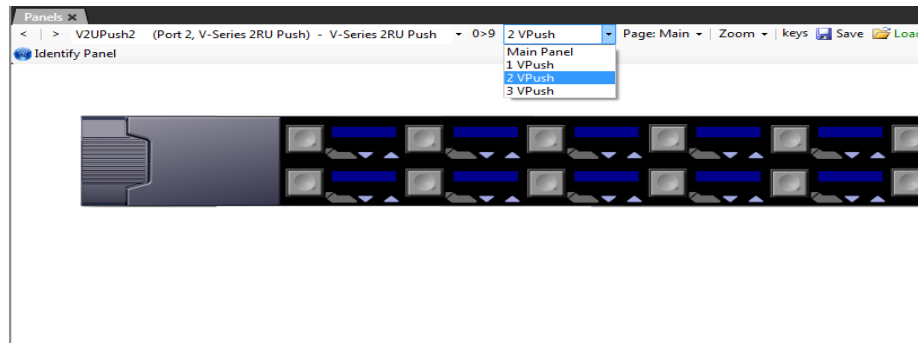 Panels
< | > V2UPush2 (Port 2, V-Series 2RU Push) - V-Series 2RU Push 0>9 2 VPush Page: Main Zoom keys Save Load
Identify Panel
Main Panel
1 VPush
2 VPush
3 VPush